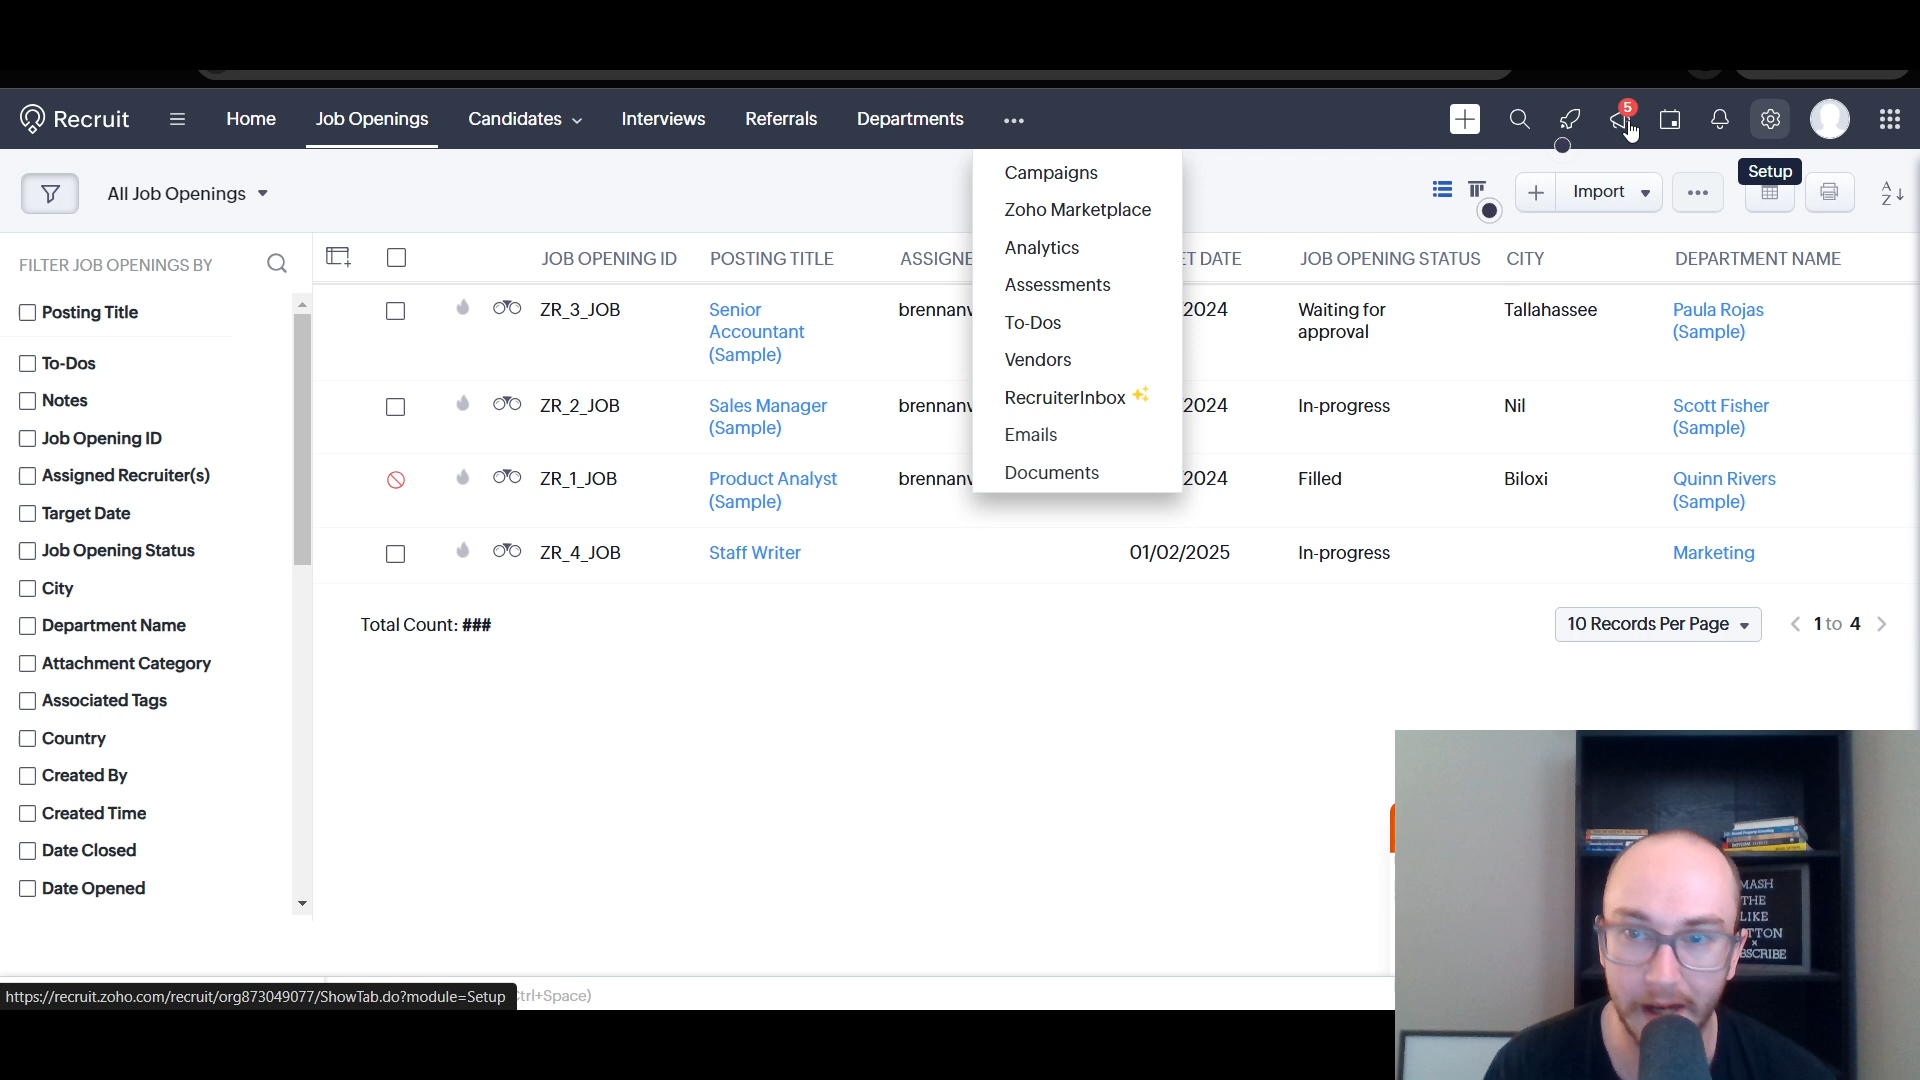 Recruit
Home
Job Openings
Candidates
Interviews
Referrals
Departments
5
Setup
All Job Openings
Import
Campaigns
Zoho Marketplace
Analytics
Assessments
To-Dos
Vendors
RecruiterInbox
Emails
Documents
FILTER JOB OPENINGS BY
Posting Title
To-Dos
Notes
Job Opening ID
Assigned Recruiter(s)
Target Date
Job Opening Status
City
Department Name
Attachment Category
Associated Tags
Country
Created By
Created Time
Date Closed
Date Opened
JOB OPENING ID POSTING TITLE ASSIGNE ET DATE JOB OPENING STATUS CITY DEPARTMENT NAME
ZR_3_JOB Senior brennanv 2024 Waiting for Tallahassee Paula Rojas
Accountant approval (Sample)
(Sample)
ZR_2_JOB Sales Manager brennanv 2024 In-progress Nil Scott Fisher
(Sample) (Sample)
ZR_1_JOB Product Analyst brennanv 2024 Filled Biloxi Quinn Rivers
(Sample) (Sample)
ZR_4_JOB Staff Writer 01/02/2025 In-progress Marketing
Total Count: ###
10 Records Per Page
1 to 4
https://recruit.zoho.com/recruit/org873049077/ShowTab.do?module=Setup
trl+Space)
MASH
THE
LIKE
TTON
×
BSCRIBE